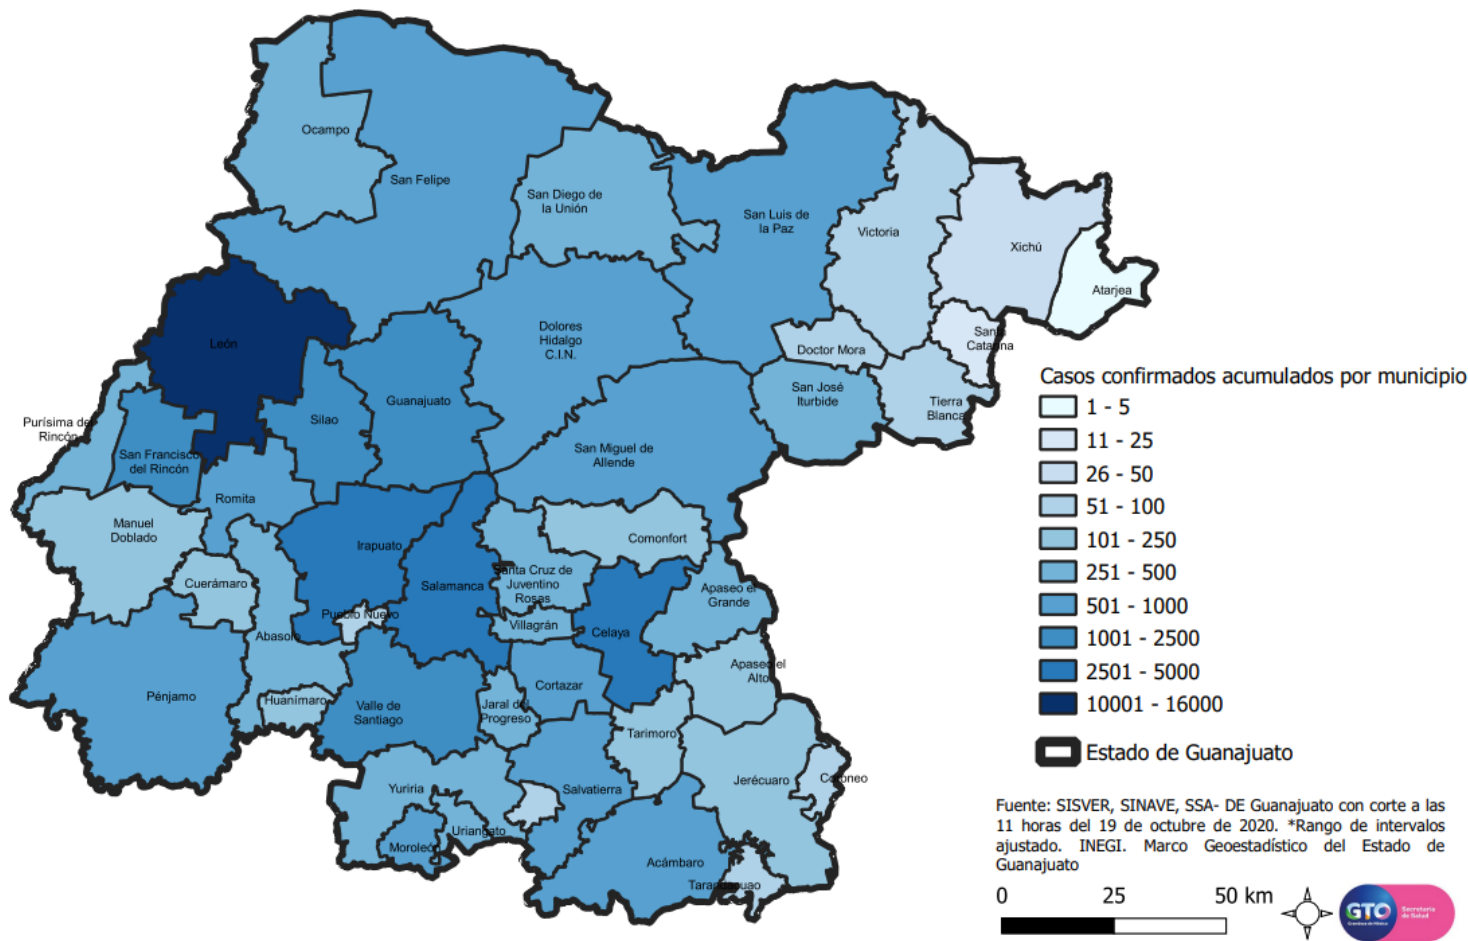 Ocampo
San Felipe
San Diego de
la Unión
San Luis de
la Paz
Victoria
Xichú
Atarjea
León
Dolores
Hidalgo
C.I.N.
Doctor Mora
Santa
Catarina
San José
Iturbide
Tierra
Blanca
Purísima del
Rincón
Silao
Guanajuato
San Francisco
del Rincón
San Miguel de
Allende
Romita
Manuel
Doblado
Irapuato
Comonfort
Cuerámaro
Salamanca
Santa Cruz de
Juventino
Rosas
Apaseo el
Grande
Pueblo Nuevo
Villagrán
Celaya
Abasolo
Apaseo el
Alto
Pénjamo
Huanímaro
Valle de
Santiago
Jaral del
Progreso
Cortazar
Tarimoro
Yuriria
Salvatierra
Jerécuaro
Coroneo
Uriangato
Moroleón
Acámbaro
Tarandacuao
Casos confirmados acumulados por municipio
1 - 5
11 - 25
26 - 50
51 - 100
101 - 250
251 - 500
501 - 1000
1001 - 2500
2501 - 5000
10001 - 16000
Estado de Guanajuato
Fuente: SISVER, SINAVE, SSA- DE Guanajuato con corte a las
11 horas del 19 de octubre de 2020. *Rango de intervalos
ajustado. INEGI. Marco Geoestadístico del Estado de
Guanajuato
0 25 50 km
GTO
Secretaría
de Salud